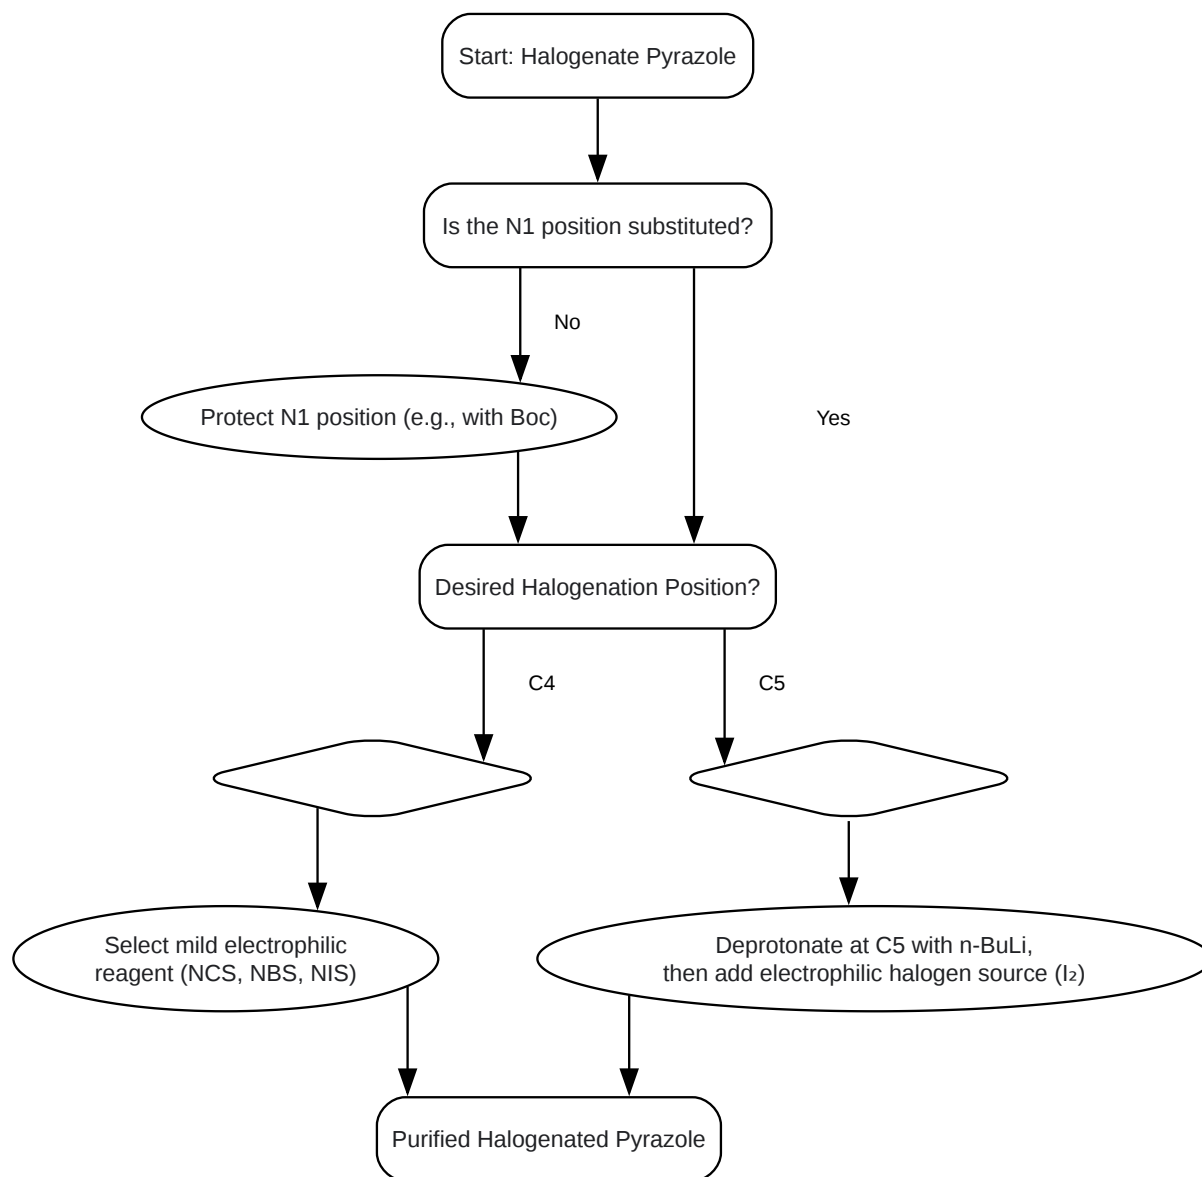 Start: Halogenate Pyrazole
Is the N1 position substituted?
No
Protect N1 position (e.g., with Boc)
Yes
Desired Halogenation Position?
C4
C5
Select mild electrophilic
reagent (NCS, NBS, NIS)
Deprotonate at C5 with n-BuLi,
then add electrophilic halogen source (I₂)
Purified Halogenated Pyrazole